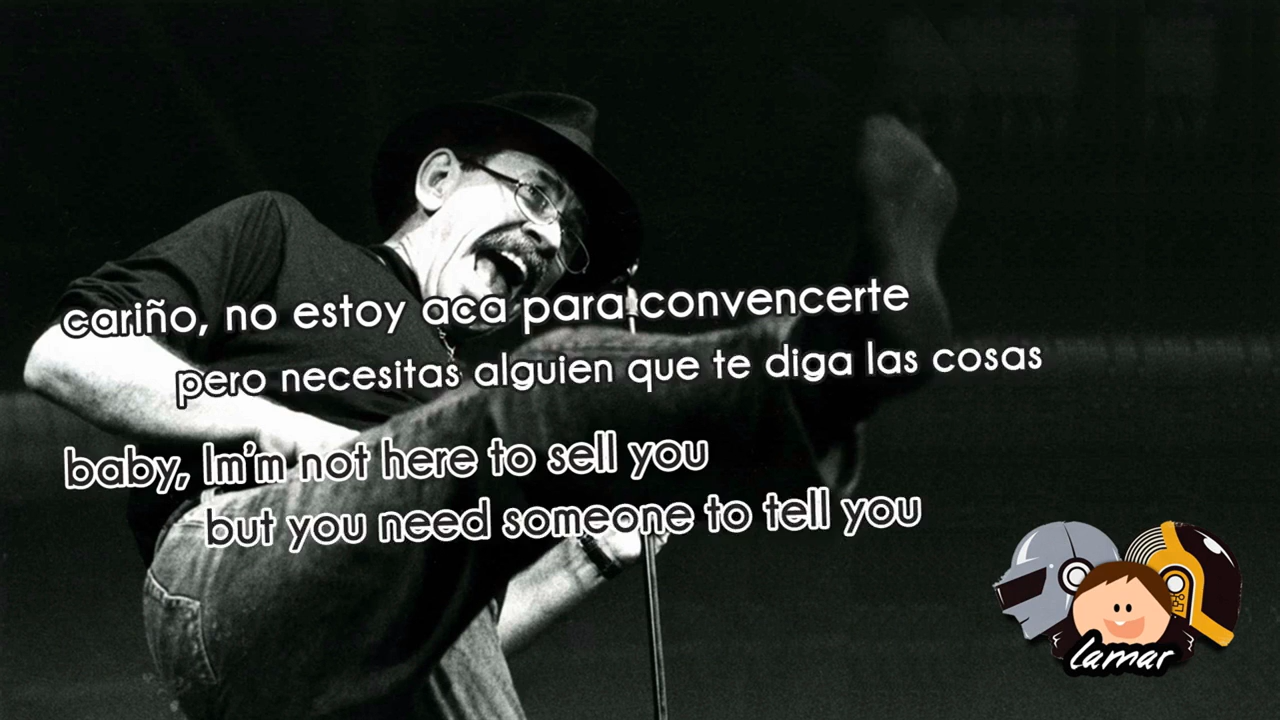 cariño, no estoy aca para convencerte
pero necesitas alguien que te diga las cosas
baby, Im'm not here to sell you
but you need someone to tell you
lamar